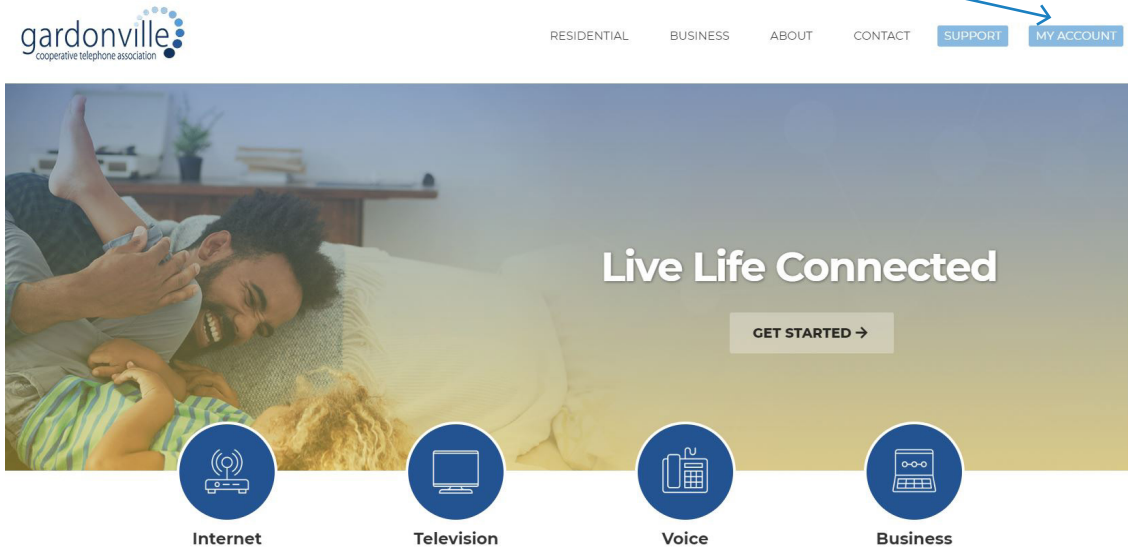 gardonville
cooperative telephone association
RESIDENTIAL BUSINESS ABOUT CONTACT SUPPORT MY ACCOUNT
Live Life Connected
GET STARTED →
Internet Television Voice Business